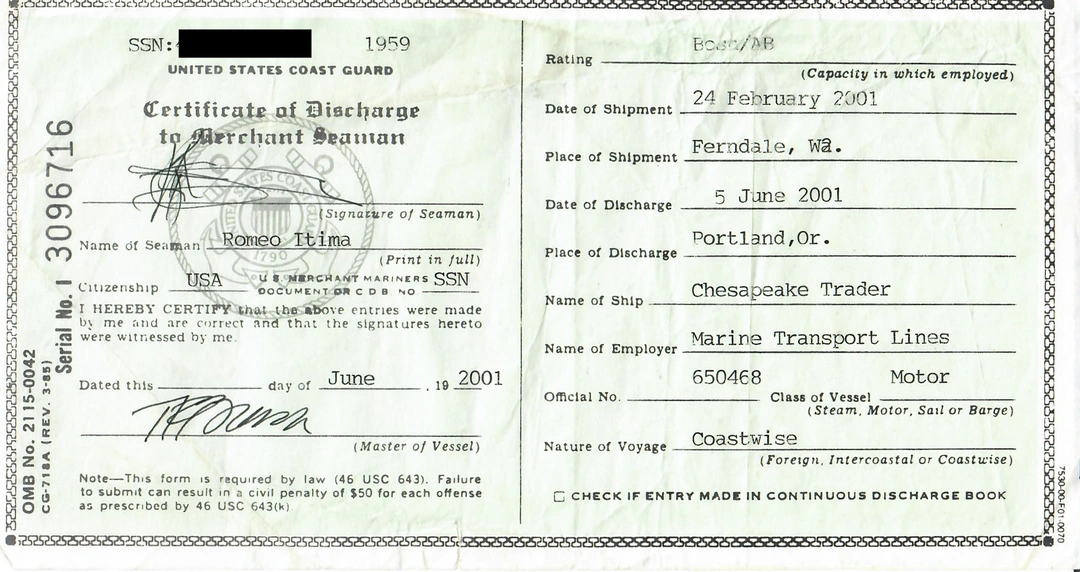 SSN: 1959
UNITED STATES COAST GUARD
Certificate of Discharge
to Merchant Seaman
(Signature of Seaman)
Name of Seaman Romeo Itima
(Print in full)
Citizenship USA U.S. MERCHANT MARINERS SSN
DOCUMENT OR C D B NO
I HEREBY CERTIFY that the above entries were made
by me and are correct and that the signatures hereto
were witnessed by me.
Dated this day of June , 19 2001
(Master of Vessel)
Note—This form is required by law (46 USC 643). Failure
to submit can result in a civil penalty of $50 for each offense
as prescribed by 46 USC 643(k).
Serial No. I 3096716
OMB No. 2115-0042
CG-718A (REV. 3-85)
1790
Bosn/AB
Rating
(Capacity in which employed)
Date of Shipment 24 February 2001
Place of Shipment Ferndale, Wa.
Date of Discharge 5 June 2001
Place of Discharge Portland,Or.
Name of Ship Chesapeake Trader
Name of Employer Marine Transport Lines
Official No. 650468 Class of Vessel Motor
(Steam, Motor, Sail or Barge)
Nature of Voyage Coastwise
(Foreign, Intercoastal or Coastwise)
CHECK IF ENTRY MADE IN CONTINUOUS DISCHARGE BOOK
7530-00-F01-0070